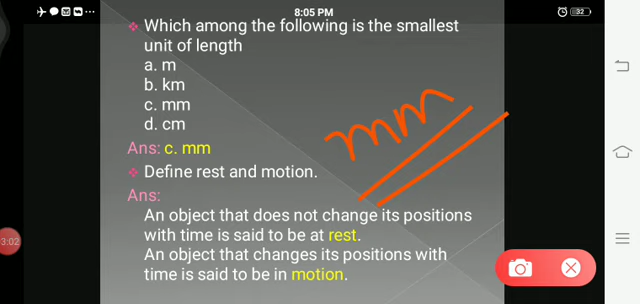 8:05 PM
32
Which among the following is the smallest
unit of length
a. m
b. km
c. mm
d. cm
Ans: c. mm
mm
Define rest and motion.
Ans:
An object that does not change its positions
with time is said to be at rest.
An object that changes its positions with
time is said to be in motion.
3:02